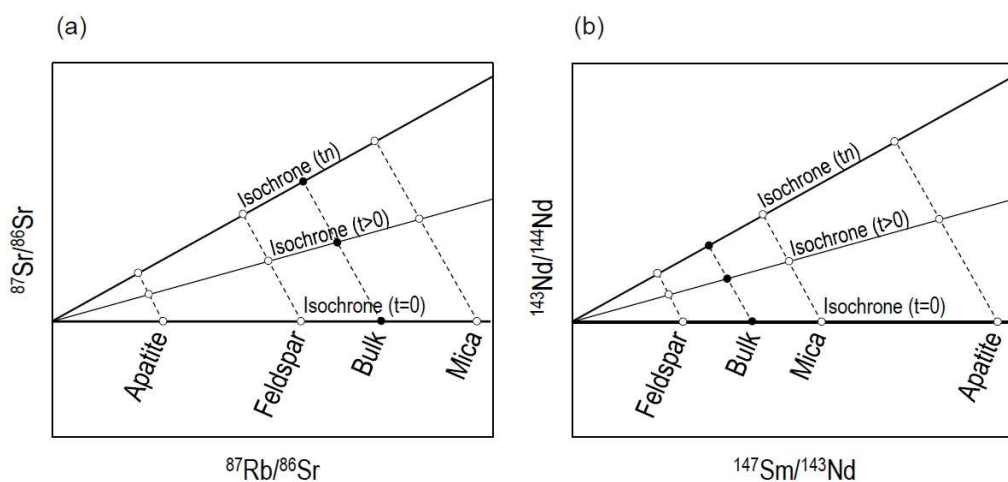 (a)
⁸⁷Sr/⁸⁶Sr
Isochrone (tn)
Isochrone (t>0)
Isochrone (t=0)
Apatite
Feldspar
Bulk
Mica
⁸⁷Rb/⁸⁶Sr
(b)
¹⁴³Nd/¹⁴⁴Nd
Isochrone (tn)
Isochrone (t>0)
Isochrone (t=0)
Feldspar
Bulk
Mica
Apatite
¹⁴⁷Sm/¹⁴³Nd